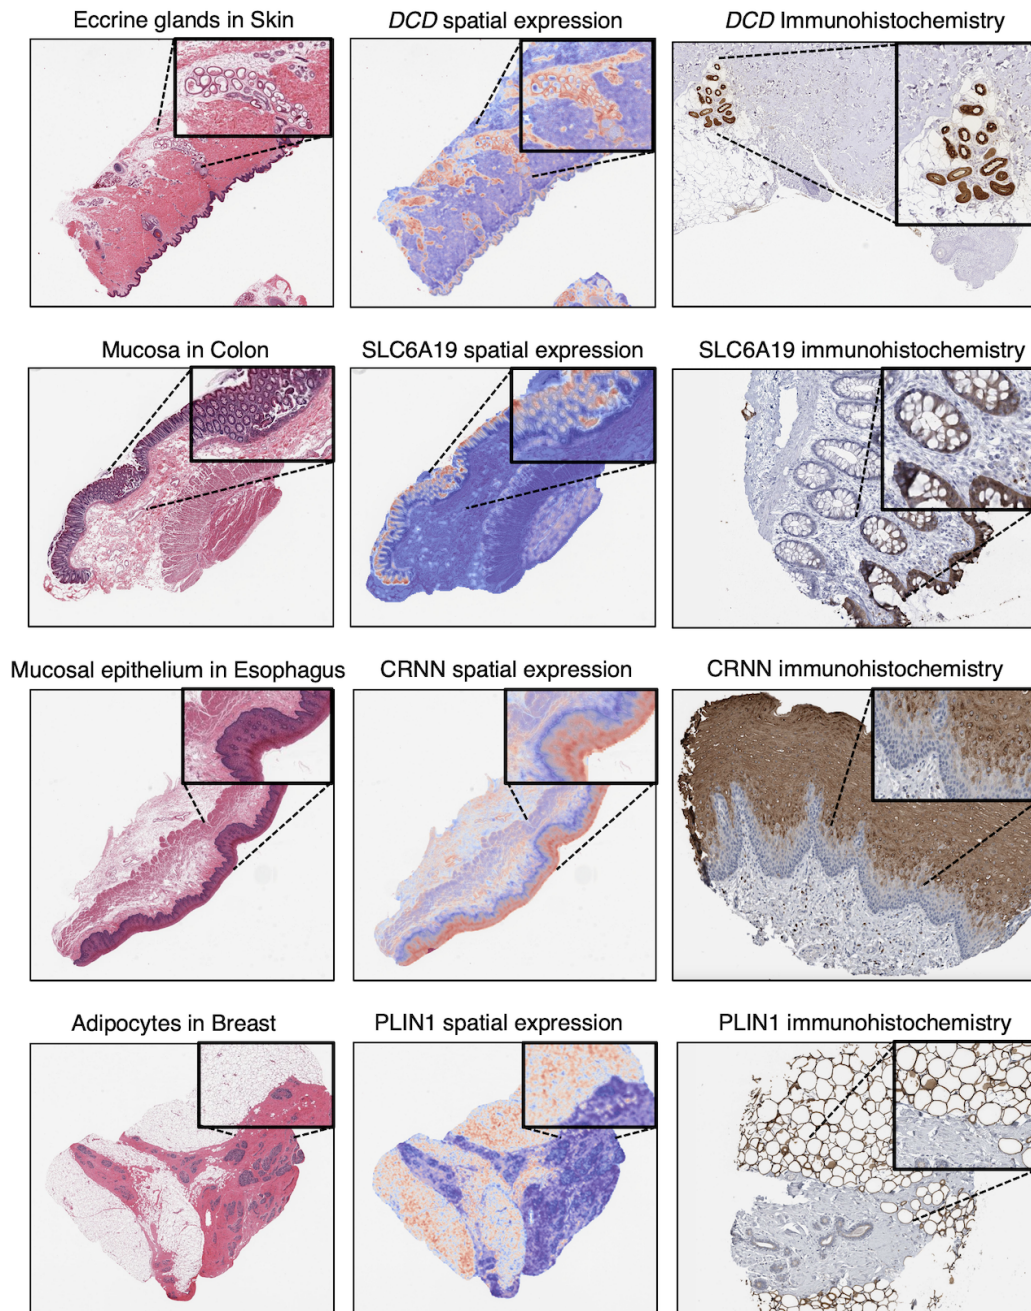 Eccrine glands in Skin
DCD spatial expression
DCD Immunohistochemistry
Mucosa in Colon
SLC6A19 spatial expression
SLC6A19 immunohistochemistry
Mucosal epithelium in Esophagus
CRNN spatial expression
CRNN immunohistochemistry
Adipocytes in Breast
PLIN1 spatial expression
PLIN1 immunohistochemistry